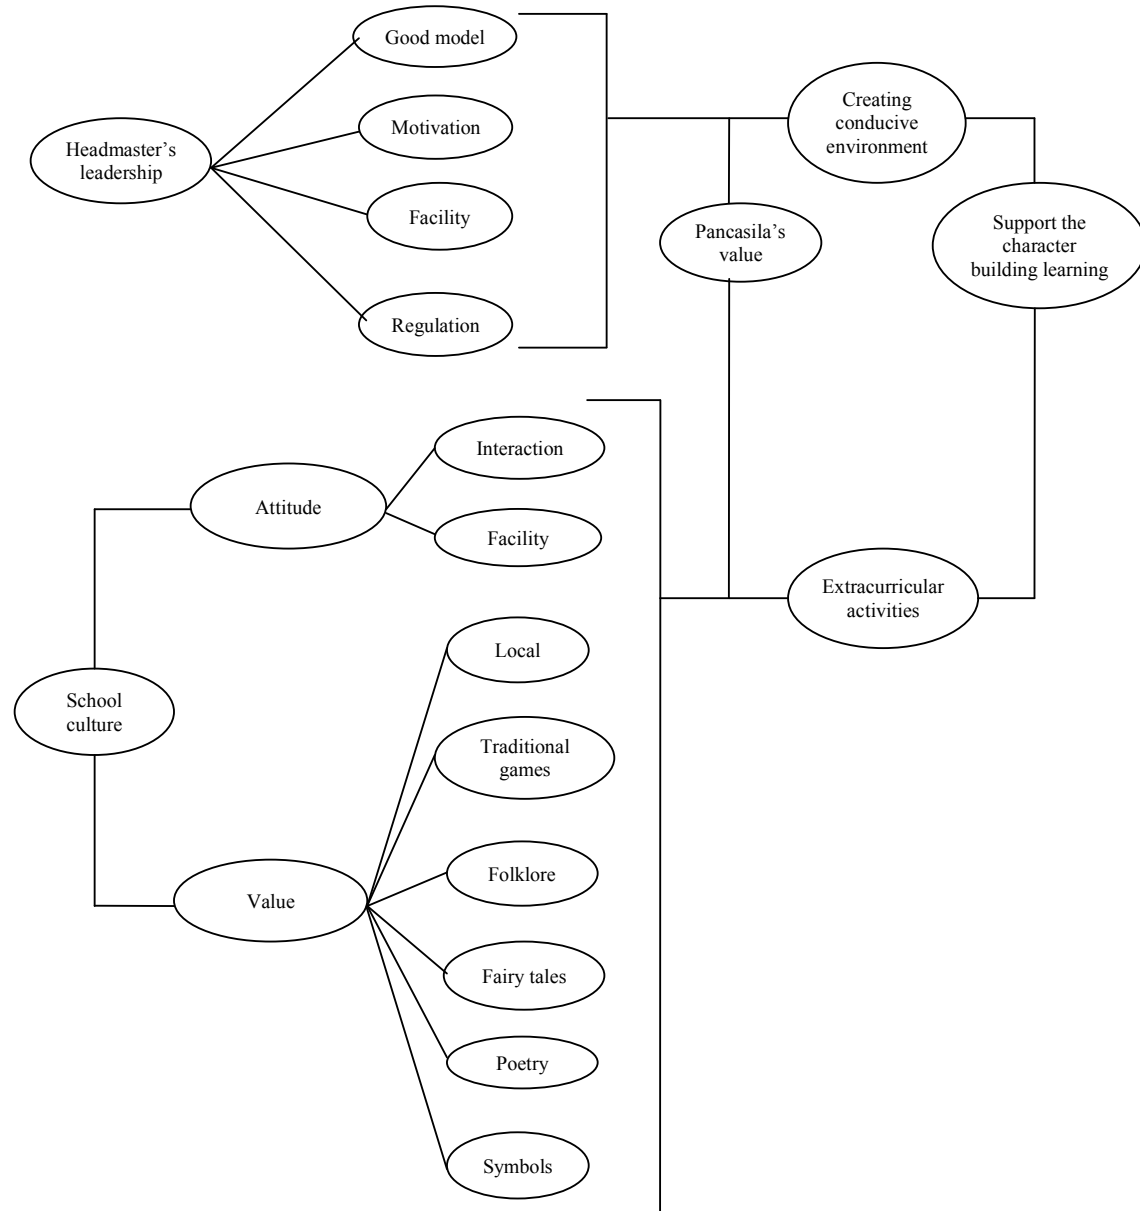 Good model
Motivation
Headmaster’s
leadership
Facility
Regulation
Creating
conducive
environment
Pancasila’s
value
Support the
character
building learning
Interaction
Attitude
Facility
Extracurricular
activities
Local
School
culture
Traditional
games
Folklore
Value
Fairy tales
Poetry
Symbols